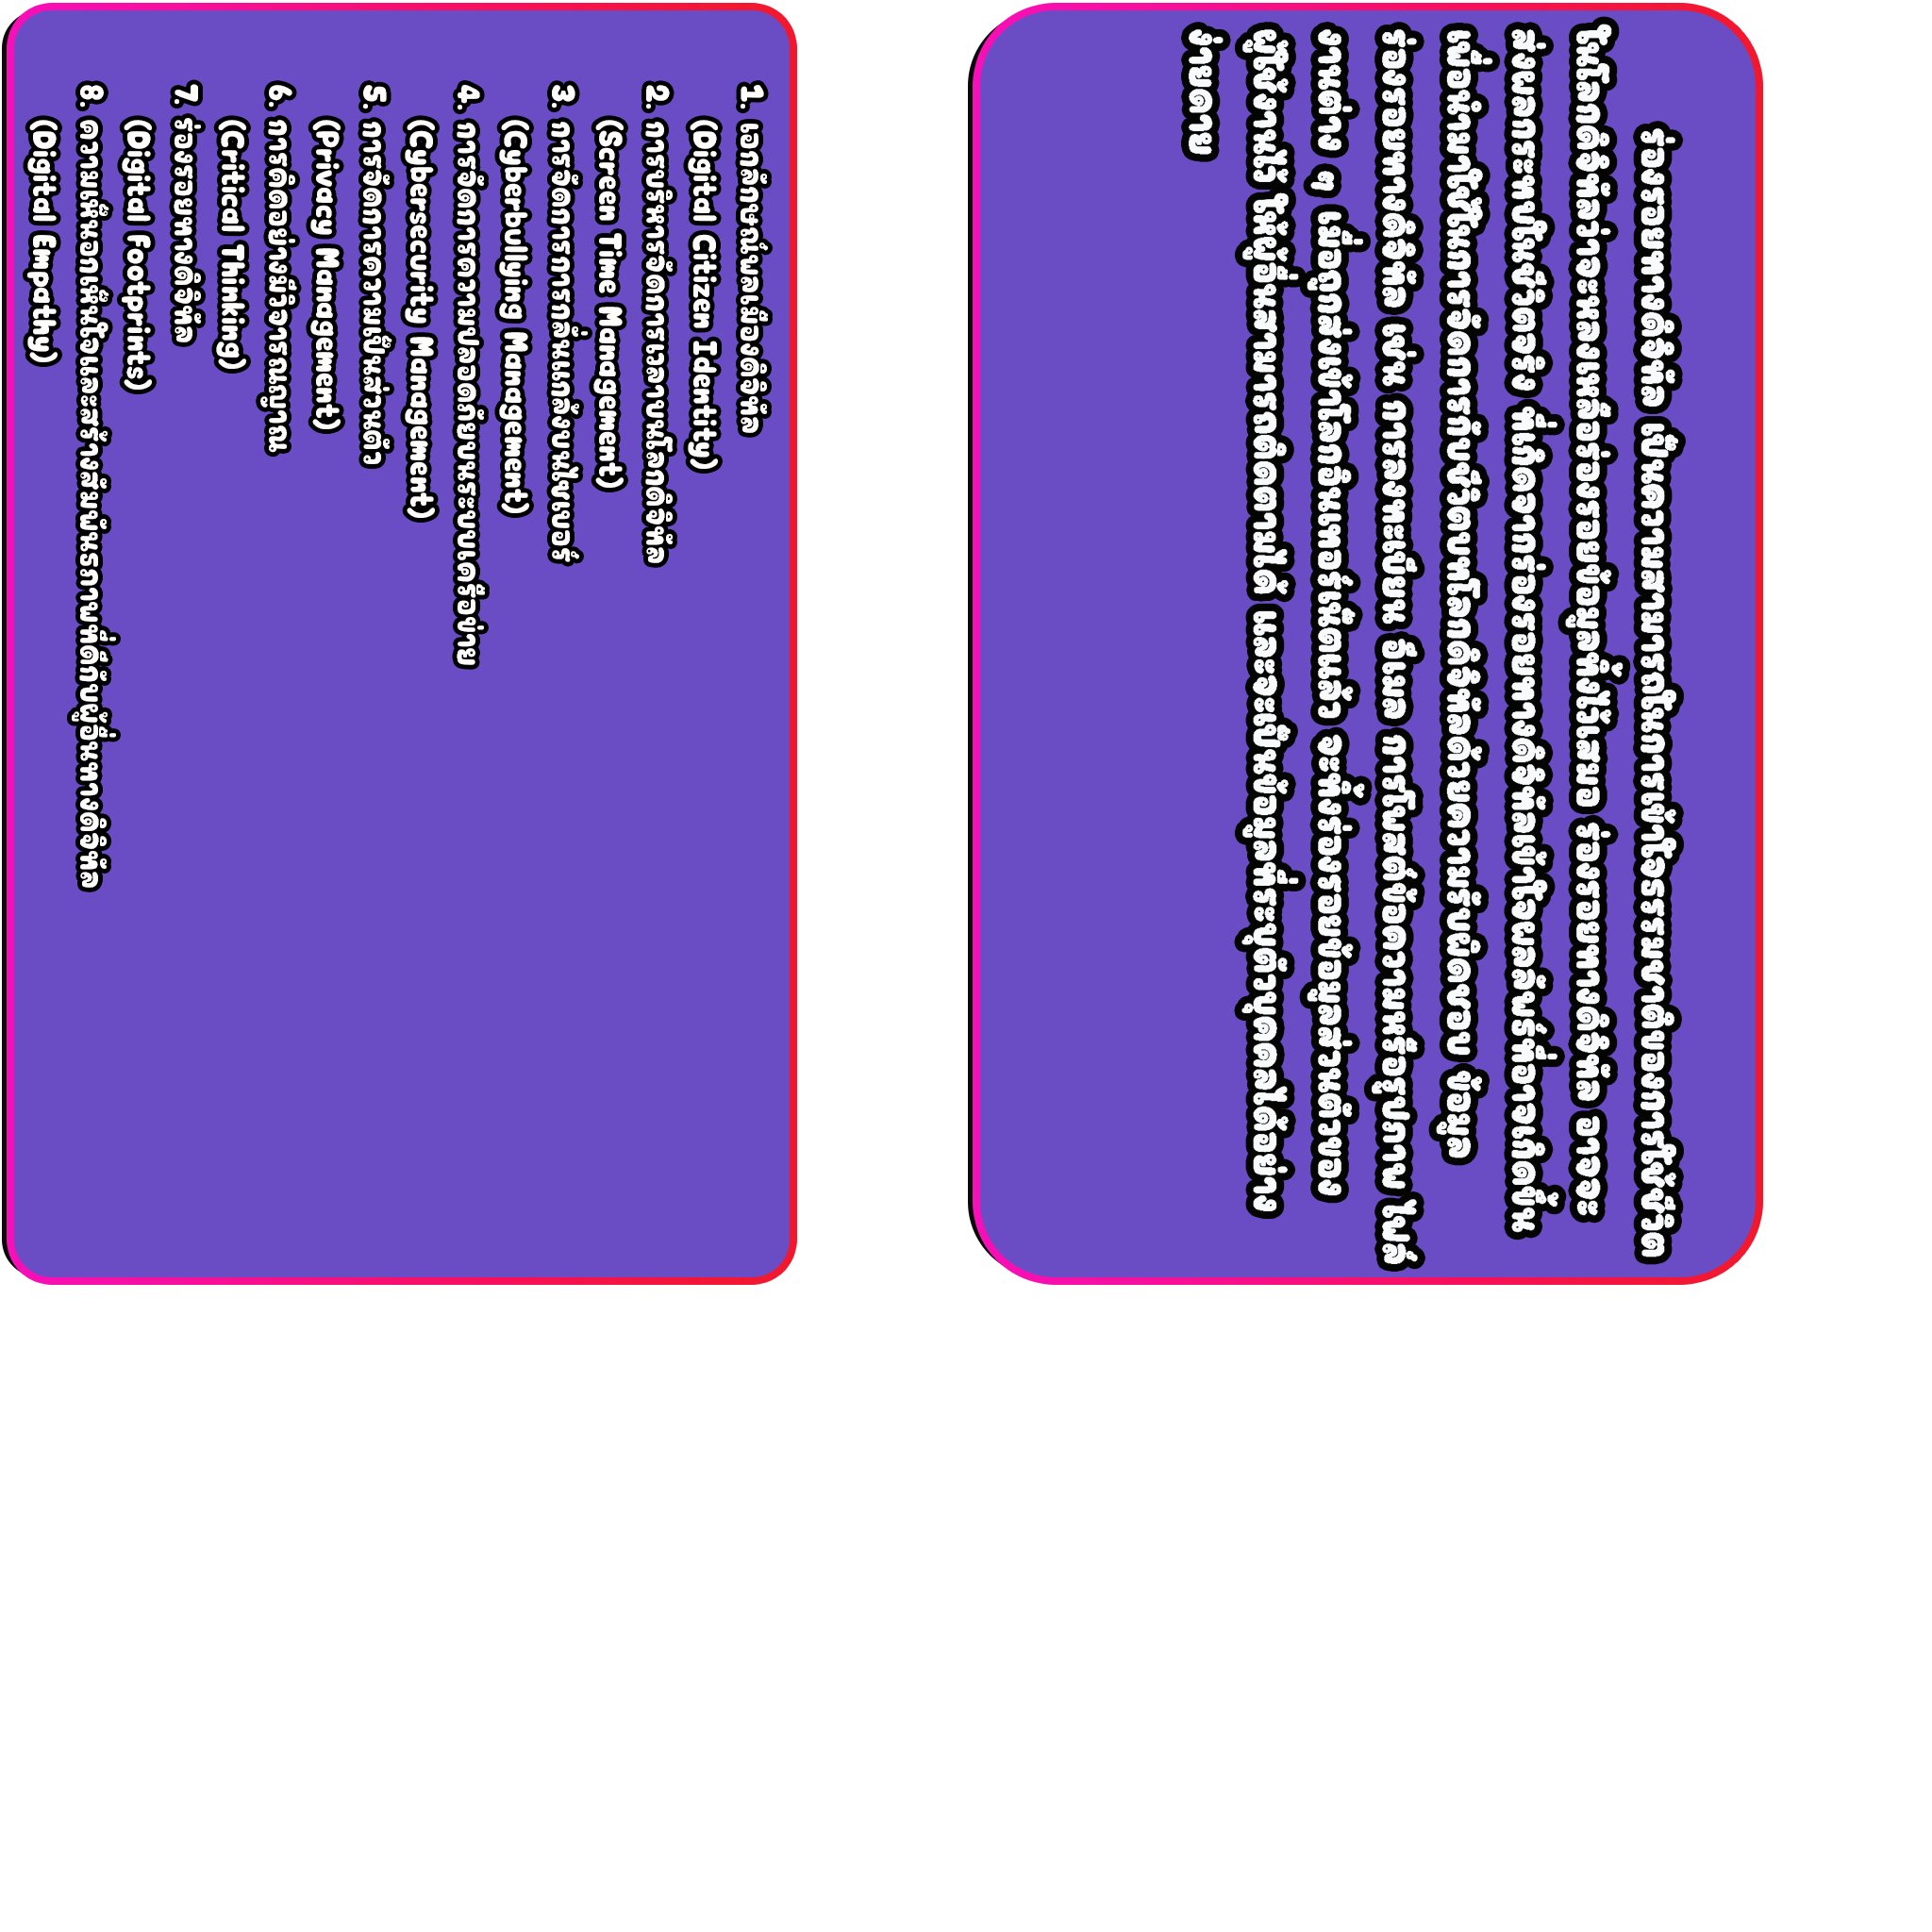 1. เอกลักษณ์พลเมืองดิจิทัล
(Digital Citizen Identity)
2. การบริหารจัดการเวลาบนโลกดิจิทัล
(Screen Time Management)
3. การจัดการการกลั่นแกล้งบนไซเบอร์
(Cyberbullying Management)
4. การจัดการความปลอดภัยบนระบบเครือข่าย
(Cybersecurity Management)
5. การจัดการความเป็นส่วนตัว
(Privacy Management)
6. การคิดอย่างมีวิจารณญาณ
(Critical Thinking)
7. ร่องรอยทางดิจิทัล
(Digital Footprints)
8. ความเห็นอกเห็นใจและสร้างสัมพันธภาพที่ดีกับผู้อื่นทางดิจิทัล
(Digital Empathy)
ร่องรอยทางดิจิทัล เป็นความสามารถในการเข้าใจธรรมชาติของการใช้ชีวิต
ในโลกดิจิทัลว่าจะหลงเหลือร่องรอยข้อมูลทิ้งไว้เสมอ ร่องรอยทางดิจิทัล อาจจะ
ส่งผลกระทบในชีวิตจริง ที่เกิดจากร่องรอยทางดิจิทัลเข้าใจผลลัพธ์ที่อาจเกิดขึ้น
เพื่อนำมาใช้ในการจัดการกับชีวิตบนโลกดิจิทัลด้วยความรับผิดชอบ ข้อมูล
ร่องรอยทางดิจิทัล เช่น การลงทะเบียน อีเมล การโพสต์ข้อความหรือรูปภาพ ไฟล์
งานต่าง ๆ เมื่อถูกส่งเข้าโลกอินเทอร์เน็ตแล้ว จะทิ้งร่องรอยข้อมูลส่วนตัวของ
ผู้ใช้งานไว้ ให้ผู้อื่นสามารถติดตามได้ และจะเป็นข้อมูลที่ระบุตัวบุคคลได้อย่าง
ง่ายดาย